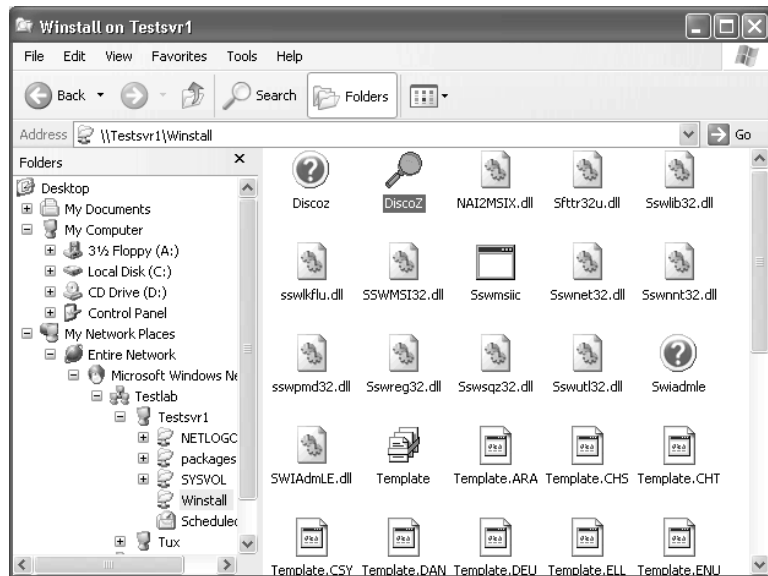 Winstall on Testsvr1
File Edit View Favorites Tools Help
Back Search Folders
Address \\Testsvr1\Winstall Go
Folders
Desktop
My Documents
My Computer
3½ Floppy (A:)
Local Disk (C:)
CD Drive (D:)
Control Panel
My Network Places
Entire Network
Microsoft Windows Ne
Testlab
Testsvr1
NETLOGO
packages
SYSVOL
Winstall
Scheduled
Tux
Discoz DiscoZ NAI2MSIX.dll Sfttr32u.dll Sswlib32.dll
sswlkflu.dll SSWMSI32.dll Sswmsiic Sswnet32.dll Sswnnt32.dll
sswpmd32.dll Sswreg32.dll Sswsqz32.dll Sswutl32.dll Swiadmle
SWIAdmLE.dll Template Template.ARA Template.CHS Template.CHT
Template.CSY Template.DAN Template.DEU Template.ELL Template.ENU